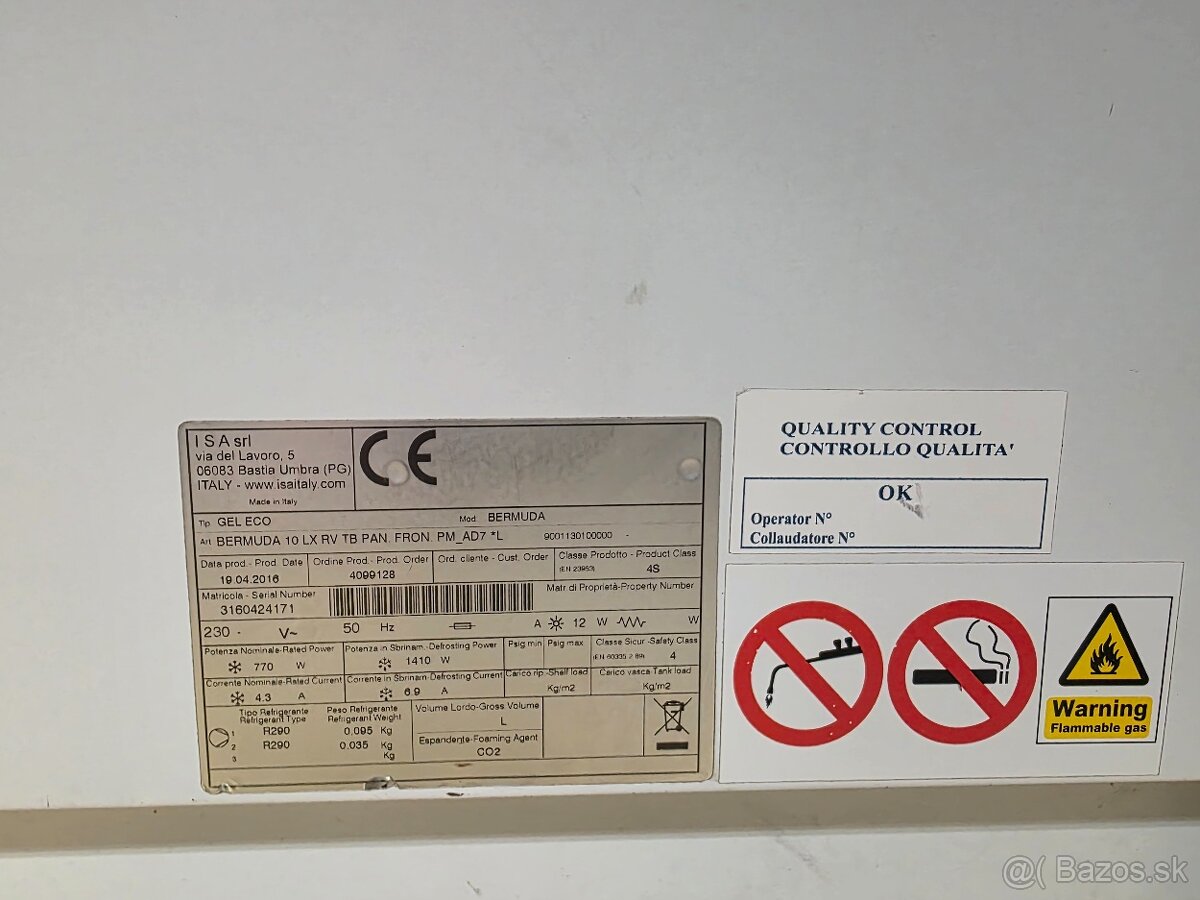 I S A srl
via del Lavoro, 5
06083 Bastia Umbra (PG)
ITALY - www.isaitaly.com
Made in Italy
CE
Tip. GEL ECO Mod BERMUDA
Art BERMUDA 10 LX RV TB PAN. FRON. PM_AD7 *L 9001130100000 -
Data prod.- Prod. Date Ordine Prod.- Prod. Order Ord. cliente - Cust. Order Classe Prodotto - Product Class
19.04.2016 4099128 (EN 23953) 4S
Matricola - Serial Number Matr di Proprietà-Property Number
3160424171
230 - V~ 50 Hz A 12 W W
Potenza Nominale-Rated Power Potenza in Sbrinam.-Defrosting Power Psig min Psig max Classe Sicur.-Safety Class
770 W 1410 W (EN 60335 2 89) 4
Corrente Nominale-Rated Current Corrente in Sbrinam.-Defrosting Current Carico rip.-Shelf load Carico vasca-Tank load
4.3 A 6.9 A Kg/m2 Kg/m2
Tipo Refrigerante Peso Refrigerante Volume Lordo-Gross Volume
Refrigerant Type Refrigerant Weight L
1 R290 0.095 Kg
2 R290 0.035 Kg Espandente-Foaming Agent
3 Kg CO2
QUALITY CONTROL
CONTROLLO QUALITA'
OK
Operator N°
Collaudatore N°
Warning
Flammable gas
@( Bazos.sk